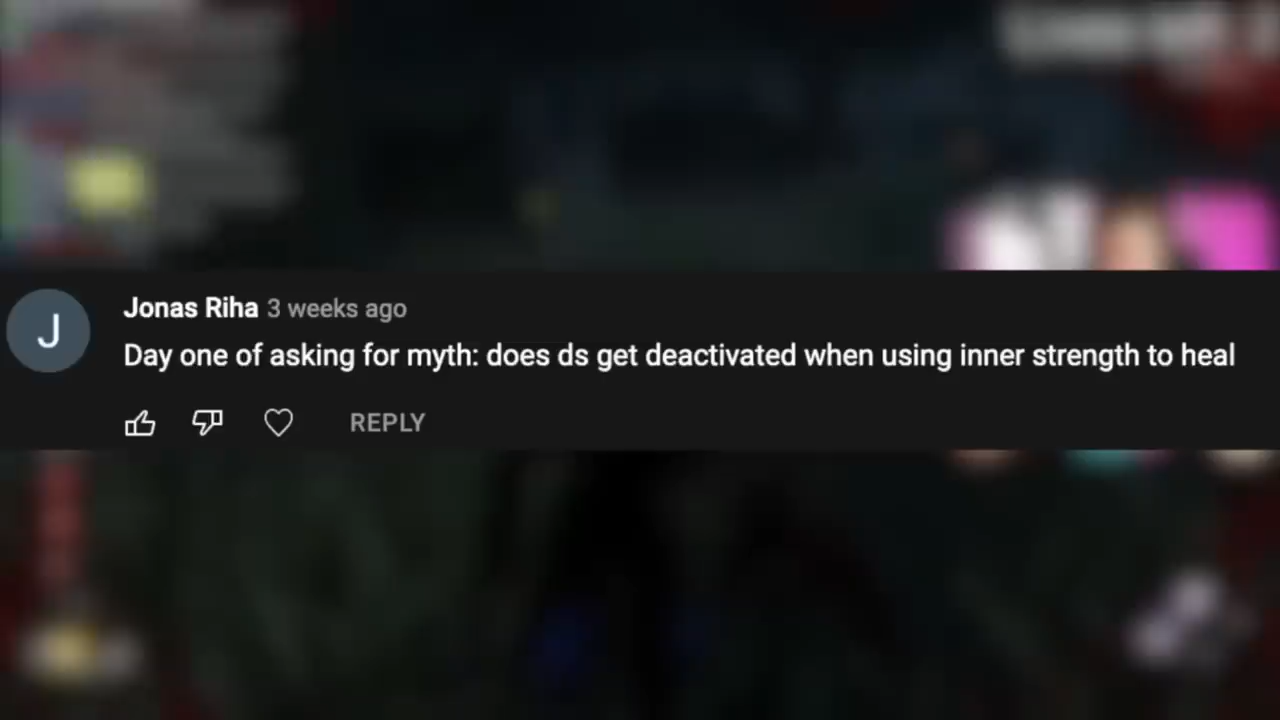 Jonas Riha 3 weeks ago
J
Day one of asking for myth: does ds get deactivated when using inner strength to heal
REPLY